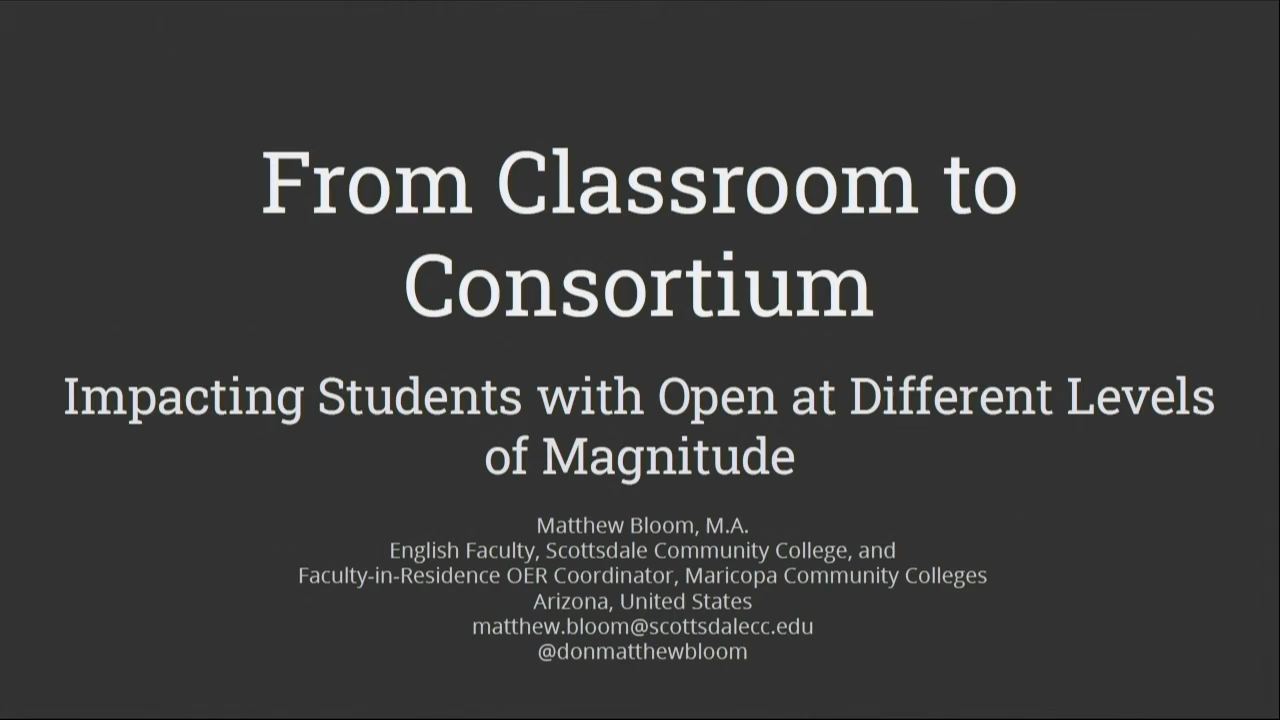 From Classroom to
Consortium
Impacting Students with Open at Different Levels
of Magnitude
Matthew Bloom, M.A.
English Faculty, Scottsdale Community College, and
Faculty-in-Residence OER Coordinator, Maricopa Community Colleges
Arizona, United States
matthew.bloom@scottsdalecc.edu
@donmatthewbloom